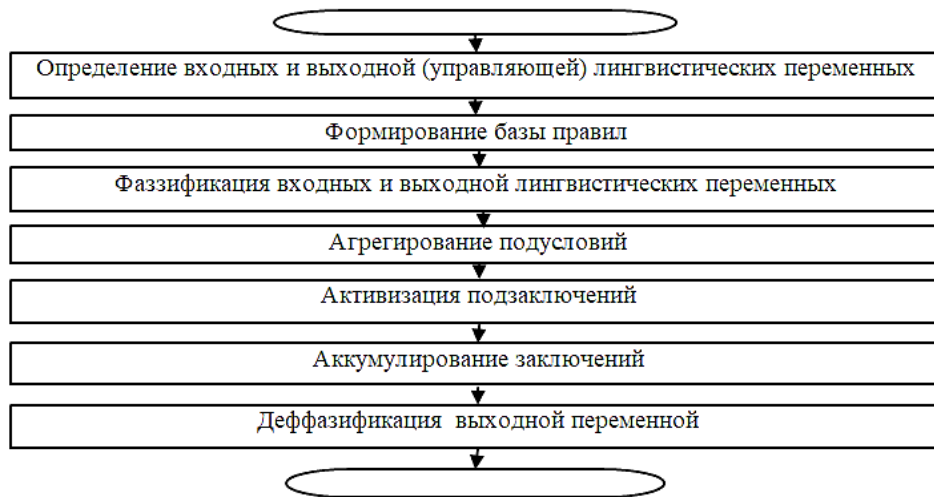 Определение входных и выходной (управляющей) лингвистических переменных
Формирование базы правил
Фаззификация входных и выходной лингвистических переменных
Агрегирование подусловий
Активизация подзаключений
Аккумулирование заключений
Деффазификация выходной переменной